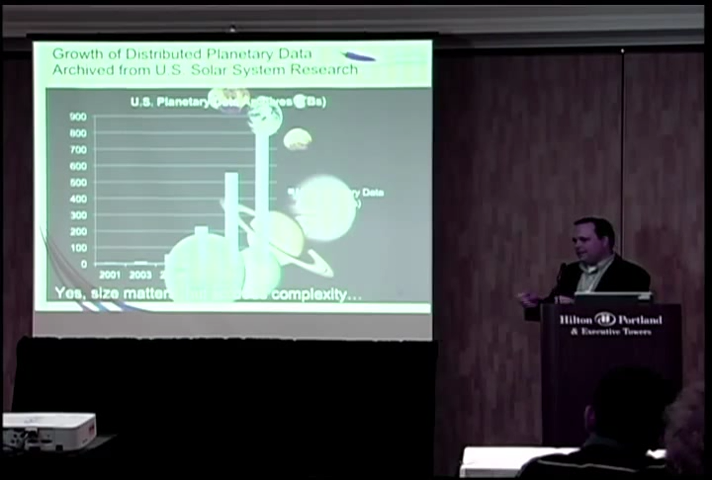 Growth of Distributed Planetary Data
Archived from U.S. Solar System Research
U.S. Planetary
900
800
700
600
500
400
300
200
100
0
2001 2003
Data
Yes, size complexity...
Hilton Portland
& Executive Towers